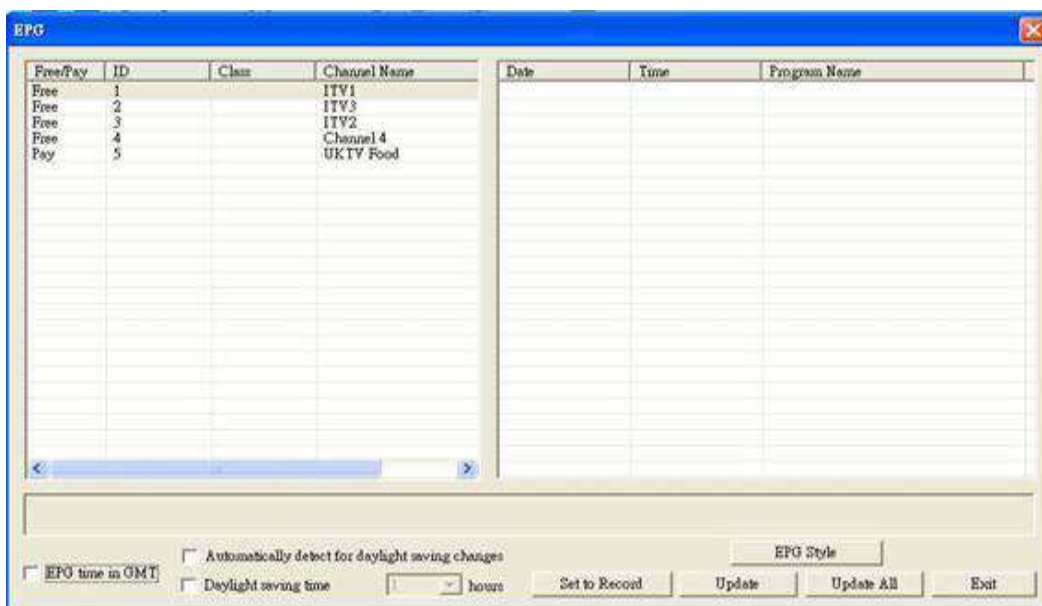 EPG
Free/Pay ID Class Channel Name Date Time Program Name
Free 1 ITV1
Free 2 ITV3
Free 3 ITV2
Free 4 Channel 4
Pay 5 UKTV Food
EPG Style
Automatically detect for daylight saving changes
EPG time in GMT
Daylight saving time 1 hours Set to Record Update Update All Exit